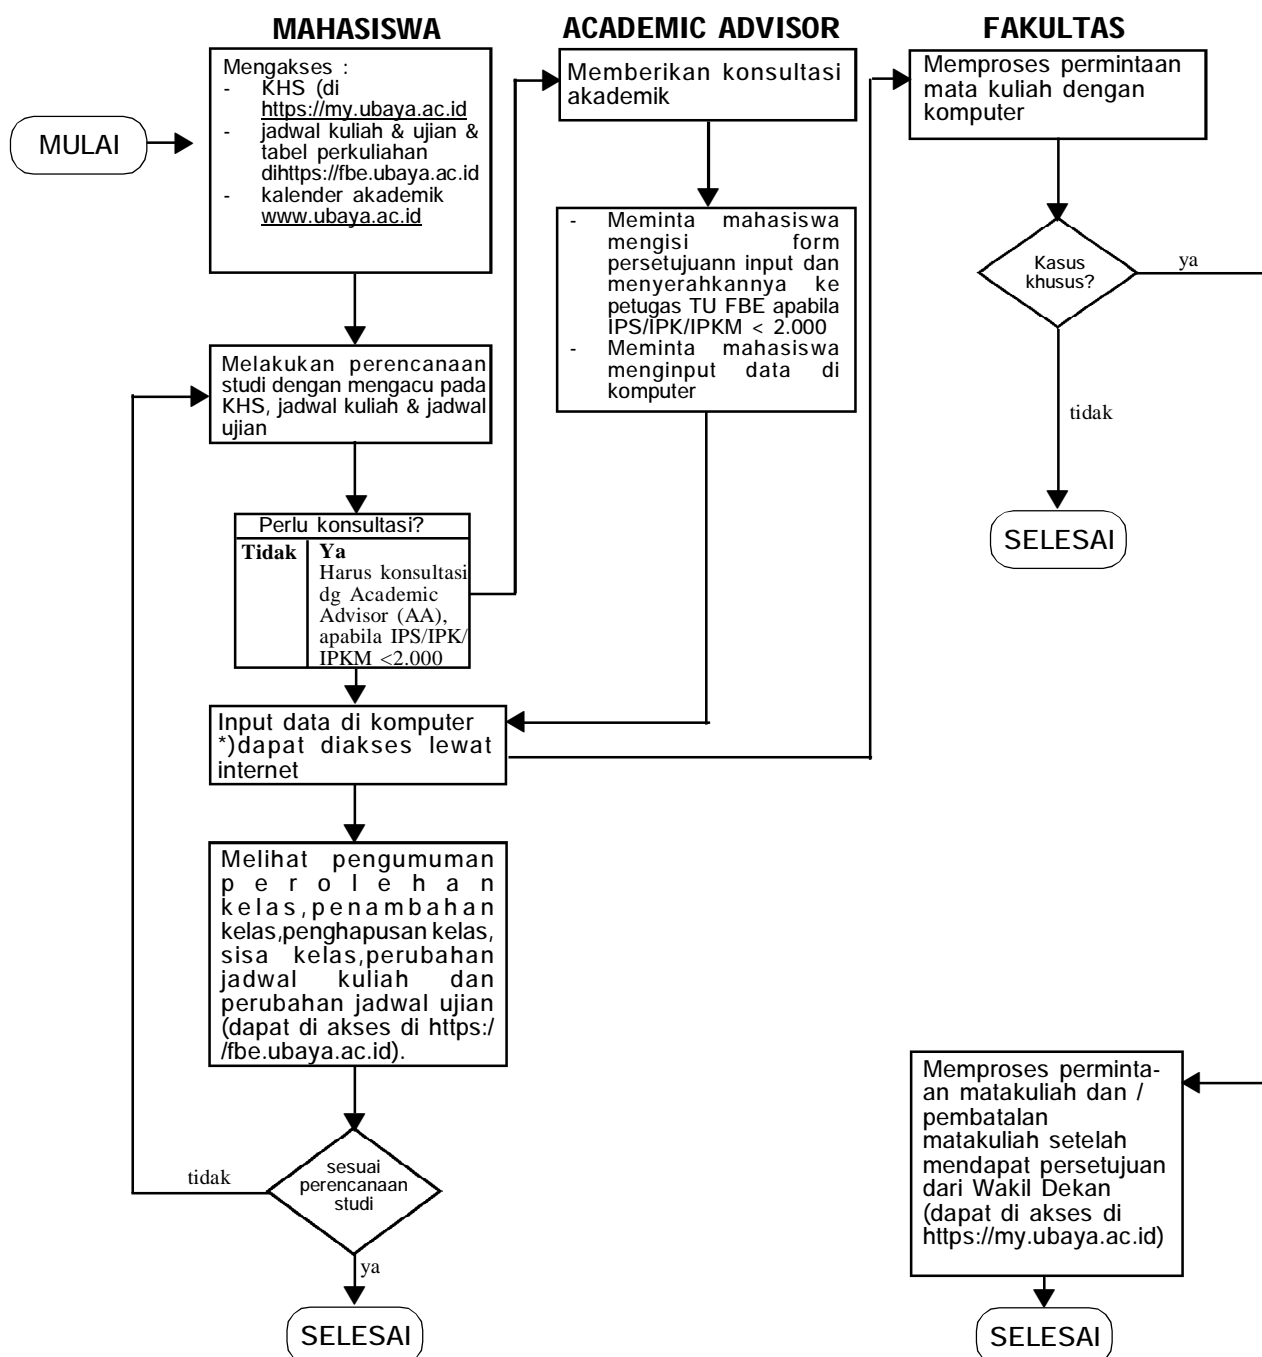 MAHASISWA
ACADEMIC ADVISOR
FAKULTAS
MULAI
Mengakses :
- KHS (di
https://my.ubaya.ac.id
- jadwal kuliah & ujian &
tabel perkuliahan
dihttps://fbe.ubaya.ac.id
- kalender akademik
www.ubaya.ac.id
Melakukan perencanaan
studi dengan mengacu pada
KHS, jadwal kuliah & jadwal
ujian
Perlu konsultasi?
Tidak
Ya
Harus konsultasi
dg Academic
Advisor (AA),
apabila IPS/IPK/
IPKM <2.000
Input data di komputer
*)dapat diakses lewat
internet
Melihat pengumuman
perolehan
kelas,penambahan
kelas,penghapusan kelas,
sisa kelas,perubahan
jadwal kuliah dan
perubahan jadwal ujian
(dapat di akses di https:/
/fbe.ubaya.ac.id).
tidak
sesuai
perencanaan
studi
ya
SELESAI
Memberikan konsultasi
akademik
- Meminta mahasiswa
mengisi form
persetujuann input dan
menyerahkannya ke
petugas TU FBE apabila
IPS/IPK/IPKM < 2.000
- Meminta mahasiswa
menginput data di
komputer
Memproses permintaan
mata kuliah dengan
komputer
Kasus
khusus?
ya
tidak
SELESAI
Memproses perminta-
an matakuliah dan /
pembatalan
matakuliah setelah
mendapat persetujuan
dari Wakil Dekan
(dapat di akses di
https://my.ubaya.ac.id)
SELESAI